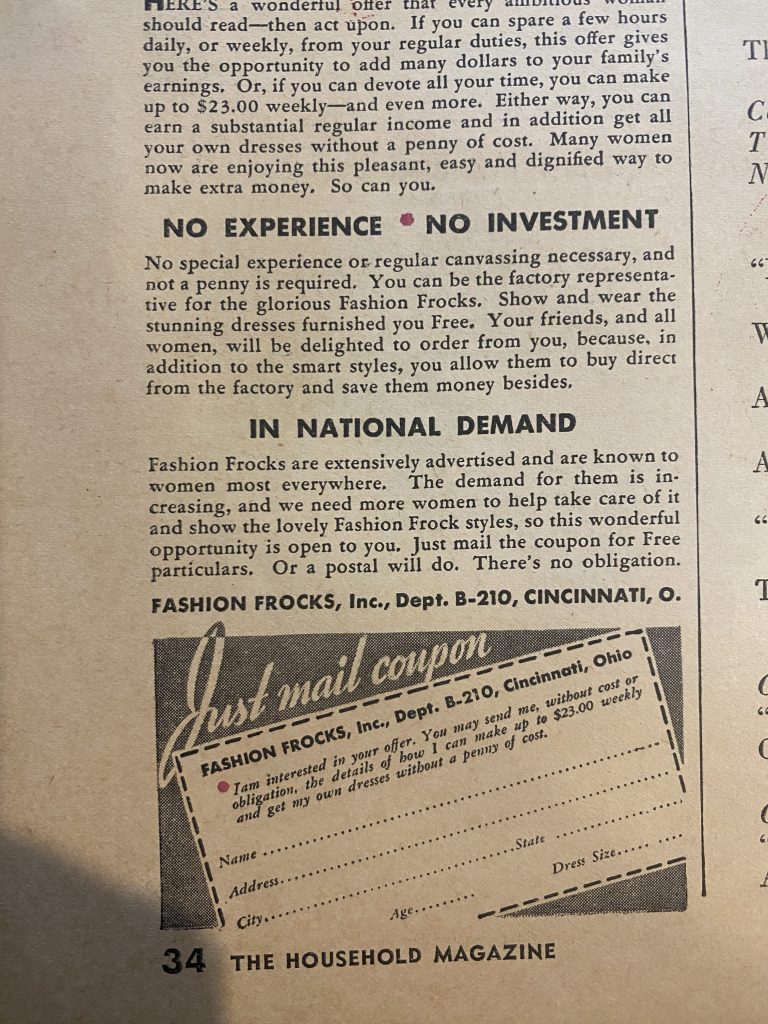 HERE'S a wonderful offer that every ambitious woman
should read—then act upon. If you can spare a few hours
daily, or weekly, from your regular duties, this offer gives
you the opportunity to add many dollars to your family's
earnings. Or, if you can devote all your time, you can make
up to $23.00 weekly—and even more. Either way, you can
earn a substantial regular income and in addition get all
your own dresses without a penny of cost. Many women
now are enjoying this pleasant, easy and dignified way to
make extra money. So can you.
NO EXPERIENCE • NO INVESTMENT
No special experience or regular canvassing necessary, and
not a penny is required. You can be the factory representa-
tive for the glorious Fashion Frocks. Show and wear the
stunning dresses furnished you Free. Your friends, and all
women, will be delighted to order from you, because, in
addition to the smart styles, you allow them to buy direct
from the factory and save them money besides.
IN NATIONAL DEMAND
Fashion Frocks are extensively advertised and are known to
women most everywhere. The demand for them is in-
creasing, and we need more women to help take care of it
and show the lovely Fashion Frock styles, so this wonderful
opportunity is open to you. Just mail the coupon for Free
particulars. Or a postal will do. There's no obligation.
FASHION FROCKS, Inc., Dept. B-210, CINCINNATI, O.
Just mail coupon
FASHION FROCKS, Inc., Dept. B-210, Cincinnati, Ohio
• I am interested in your offer. You may send me, without cost or
obligation, the details of how I can make up to $23.00 weekly
and get my own dresses without a penny of cost.
Name
Address
City State
Age Dress Size
34 THE HOUSEHOLD MAGAZINE